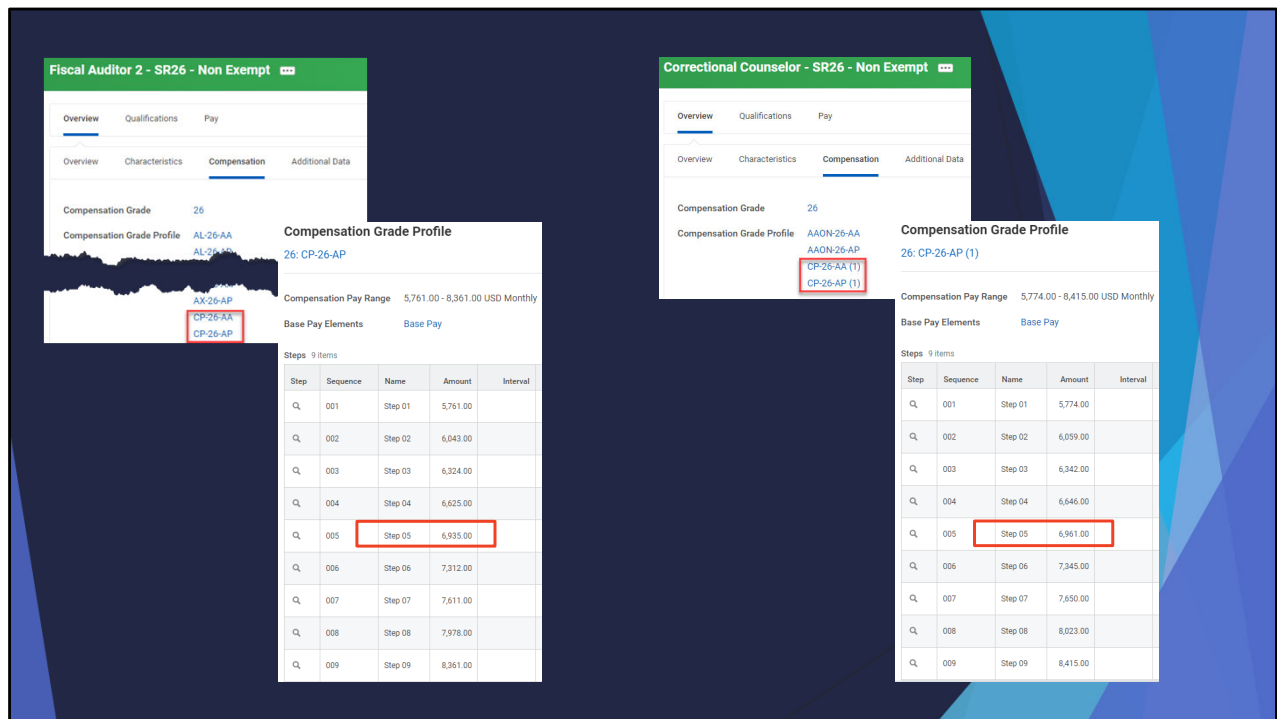 Fiscal Auditor 2 - SR26 - Non Exempt
Overview Qualifications Pay
Overview Characteristics Compensation Additional Data
Compensation Grade 26
Compensation Grade Profile AL-26-AA
AX-26-AP
CP-26-AA
CP-26-AP
Compensation Grade Profile
26: CP-26-AP
Compensation Pay Range 5,761.00 - 8,361.00 USD Monthly
Base Pay Elements Base Pay
Steps 9 items
Step Sequence Name Amount Interval
001 Step 01 5,761.00
002 Step 02 6,043.00
003 Step 03 6,324.00
004 Step 04 6,625.00
005 Step 05 6,935.00
006 Step 06 7,312.00
007 Step 07 7,611.00
008 Step 08 7,978.00
009 Step 09 8,361.00
Correctional Counselor - SR26 - Non Exempt
Overview Qualifications Pay
Overview Characteristics Compensation Additional Data
Compensation Grade 26
Compensation Grade Profile AAON-26-AA
AAON-26-AP
CP-26-AA (1)
CP-26-AP (1)
Compensation Grade Profile
26: CP-26-AP (1)
Compensation Pay Range 5,774.00 - 8,415.00 USD Monthly
Base Pay Elements Base Pay
Steps 9 items
Step Sequence Name Amount Interval
001 Step 01 5,774.00
002 Step 02 6,059.00
003 Step 03 6,342.00
004 Step 04 6,646.00
005 Step 05 6,961.00
006 Step 06 7,345.00
007 Step 07 7,650.00
008 Step 08 8,023.00
009 Step 09 8,415.00